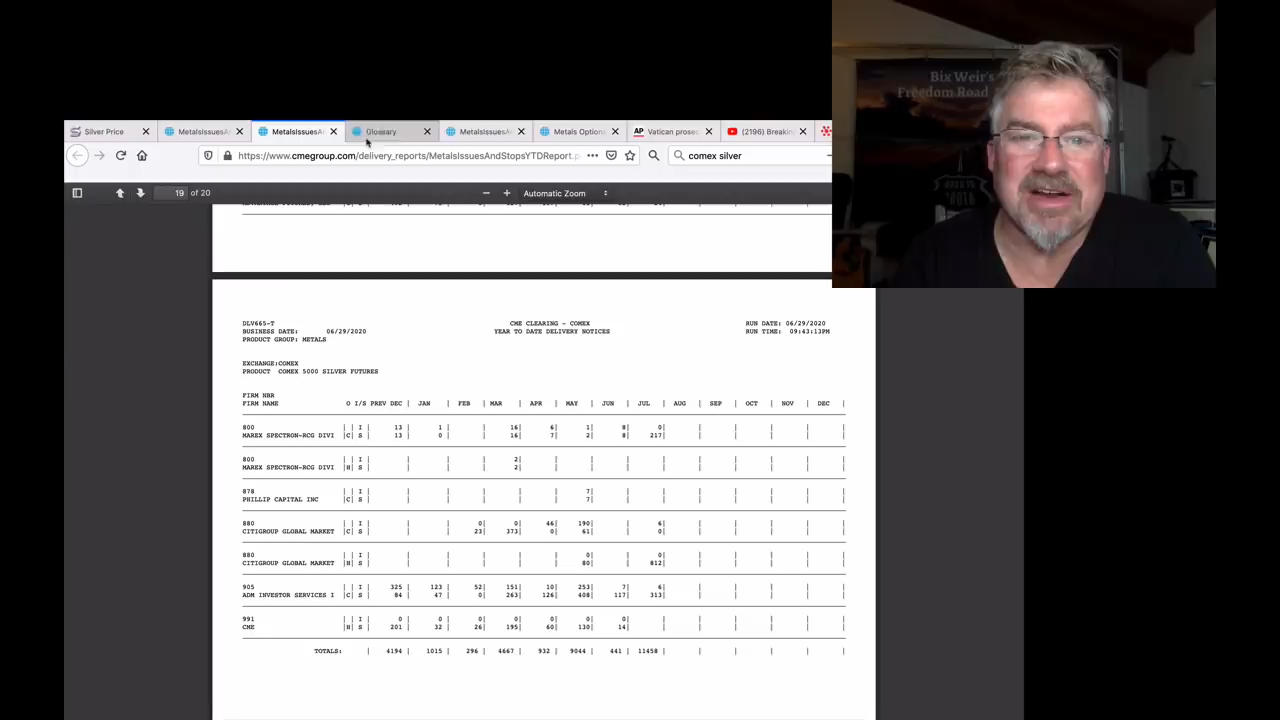 Bix Weir's
Freedom Road
Silver Price
MetalsIssuesA
MetalsIssuesAn
Glossary
MetalsIssuesAn
Metals Option
AP Vatican prosec
(2196) Breakin
https://www.cmegroup.com/delivery_reports/MetalsIssuesAndStopsYTDReport.p
comex silver
19 of 20
Automatic Zoom
DLV665-T CME CLEARING - COMEX RUN DATE: 06/29/2020
BUSINESS DATE: 06/29/2020 YEAR TO DATE DELIVERY NOTICES RUN TIME: 09:43:13PM
PRODUCT GROUP: METALS
EXCHANGE:COMEX
PRODUCT COMEX 5000 SILVER FUTURES
FIRM NBR
FIRM NAME O I/S PREV DEC | JAN | FEB | MAR | APR | MAY | JUN | JUL | AUG | SEP | OCT | NOV | DEC |
800 | | I 13 | 1 | | 16| 6| 1| 8| 0| | | | | |
MAREX SPECTRON-RCG DIVI |C| S 13 | 0 | | 16| 7| 2| 8| 217| | | | | |
800 | | I | | | 2| | | | | | | | | |
MAREX SPECTRON-RCG DIVI |H| S | | | 2| | | | | | | | | |
878 | | I | | | | | 7| | | | | | | |
PHILLIP CAPITAL INC |C| S | | | | | 7| | | | | | | |
880 | | I | | 0| 0| 46| 190| | 6| | | | | |
CITIGROUP GLOBAL MARKET |C| S | | 23| 373| 0| 61| | 0| | | | | |
880 | | I | | | | | 0| | 0| | | | | |
CITIGROUP GLOBAL MARKET |H| S | | | | | 80| | 812| | | | | |
905 | | I 325 | 123 | 52| 151| 10| 253| 7| 6| | | | | |
ADM INVESTOR SERVICES I |C| S 84 | 47 | 0| 263| 126| 408| 117| 313| | | | | |
991 | | I 0 | 0 | 0| 0| 0| 0| 0| | | | | | |
CME |H| S 201 | 32 | 26| 195| 60| 130| 14| | | | | | |
TOTALS: | 4194 | 1015 | 296 | 4667 | 932 | 9044 | 441 | 11458 | | | | | |